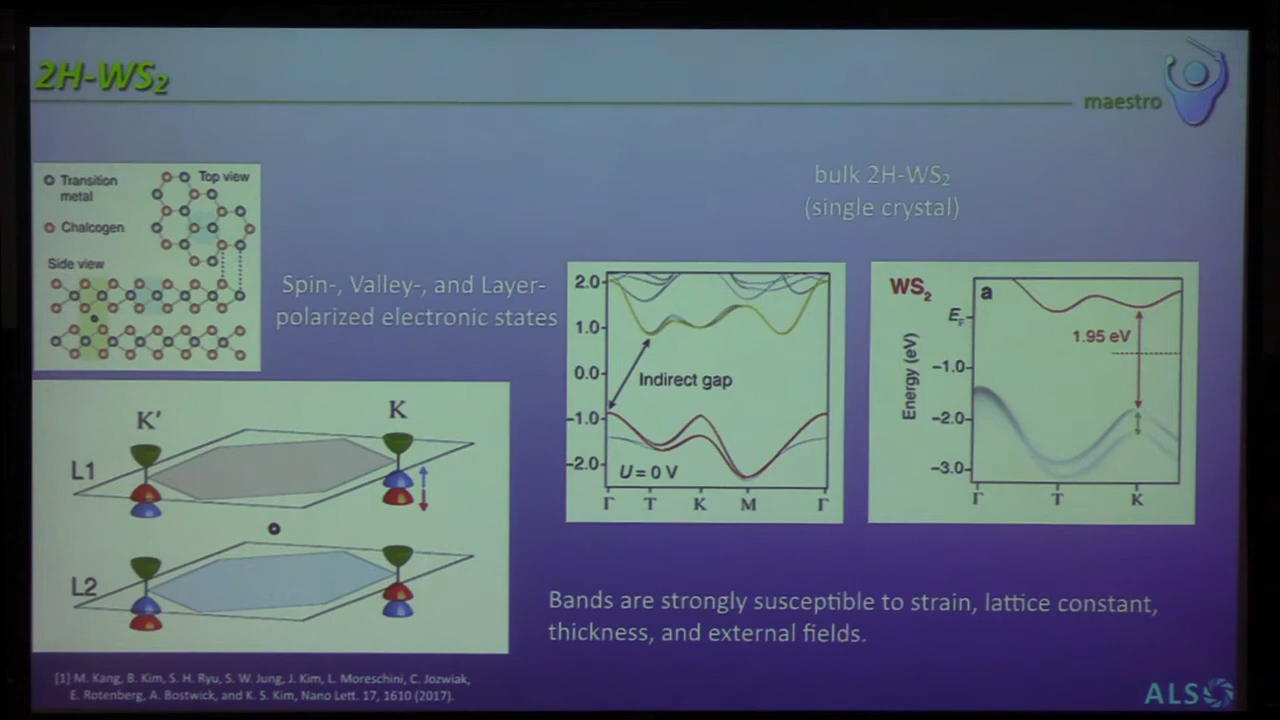 2H-WS₂
maestro
Transition
metal
Chalcogen
Top view
Side view
Spin-, Valley-, and Layer-
polarized electronic states
bulk 2H-WS₂
(single crystal)
2.0
1.0
0.0
-1.0
-2.0
Indirect gap
U = 0 V
Γ T K M Γ
WS₂
a
E_F
1.95 eV
Energy (eV)
-1.0
-2.0
-3.0
Γ T K
K′ K
L1
L2
Bands are strongly susceptible to strain, lattice constant,
thickness, and external fields.
[1] M. Kang, B. Kim, S. H. Ryu, S. W. Jung, J. Kim, L. Moreschini, C. Jozwiak,
E. Rotenberg, A. Bostwick, and K. S. Kim, Nano Lett. 17, 1610 (2017).
ALS